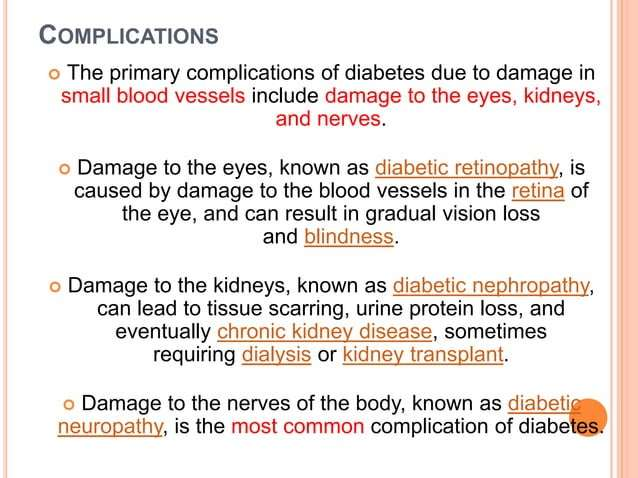 COMPLICATIONS
The primary complications of diabetes due to damage in
small blood vessels include damage to the eyes, kidneys,
and nerves.
Damage to the eyes, known as diabetic retinopathy, is
caused by damage to the blood vessels in the retina of
the eye, and can result in gradual vision loss
and blindness.
Damage to the kidneys, known as diabetic nephropathy,
can lead to tissue scarring, urine protein loss, and
eventually chronic kidney disease, sometimes
requiring dialysis or kidney transplant.
Damage to the nerves of the body, known as diabetic
neuropathy, is the most common complication of diabetes.